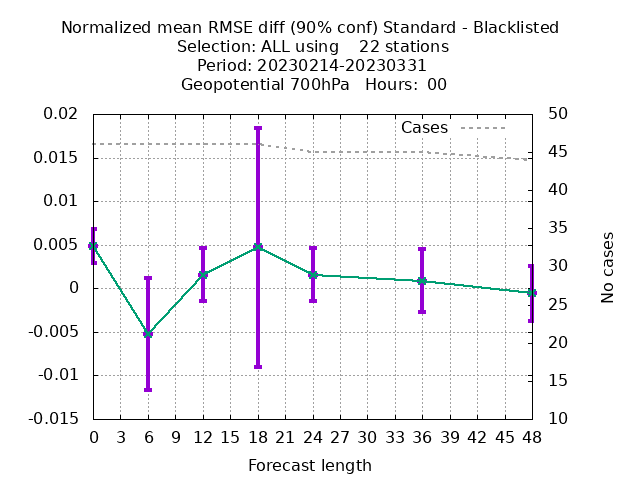 Normalized mean RMSE diff (90% conf) Standard - Blacklisted
Selection: ALL using    22 stations
Period: 20230214-20230331
Geopotential 700hPa   Hours:  00
Cases
0.02
0.015
0.01
0.005
0
-0.005
-0.01
-0.015
50
45
40
35
30
25
20
15
10
No cases
0 3 6 9 12 15 18 21 24 27 30 33 36 39 42 45 48
Forecast length